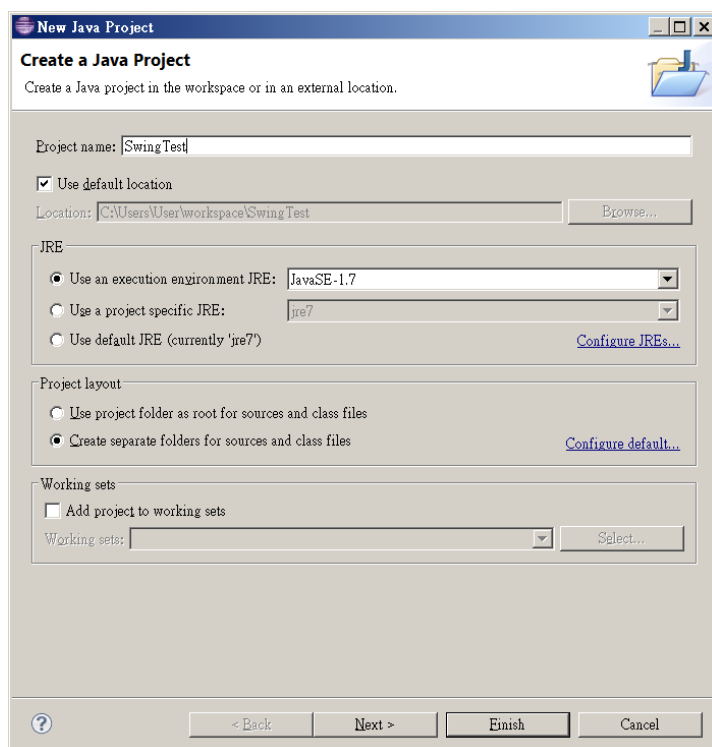 New Java Project
Create a Java Project
Create a Java project in the workspace or in an external location.
Project name: SwingTest
Use default location
Location: C:\Users\User\workspace\SwingTest Browse...
JRE
Use an execution environment JRE: JavaSE-1.7
Use a project specific JRE: jre7
Use default JRE (currently 'jre7') Configure JREs...
Project layout
Use project folder as root for sources and class files
Create separate folders for sources and class files Configure default...
Working sets
Add project to working sets
Working sets: Select...
? < Back Next > Finish Cancel